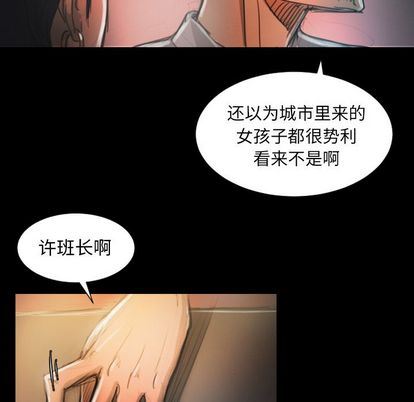 还以为城市里来的
女孩子都很势利
看来不是啊
许班长啊